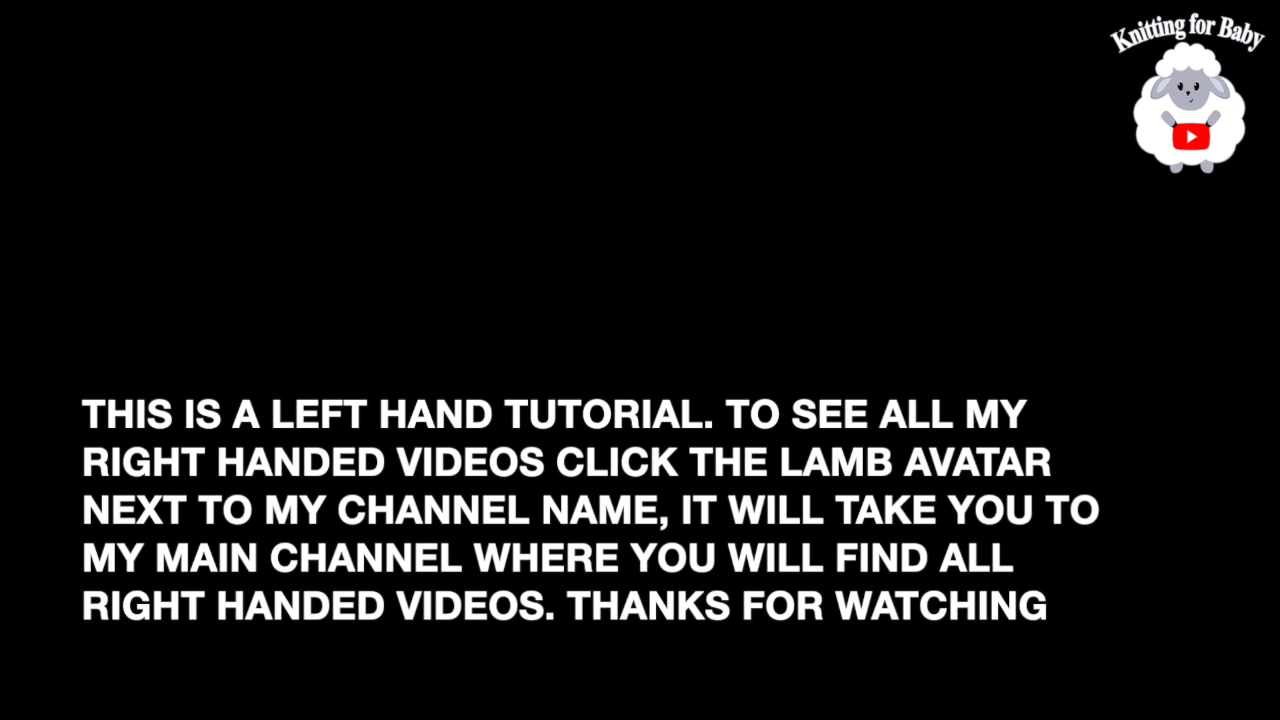 Knitting for Baby
THIS IS A LEFT HAND TUTORIAL. TO SEE ALL MY
RIGHT HANDED VIDEOS CLICK THE LAMB AVATAR
NEXT TO MY CHANNEL NAME, IT WILL TAKE YOU TO
MY MAIN CHANNEL WHERE YOU WILL FIND ALL
RIGHT HANDED VIDEOS. THANKS FOR WATCHING